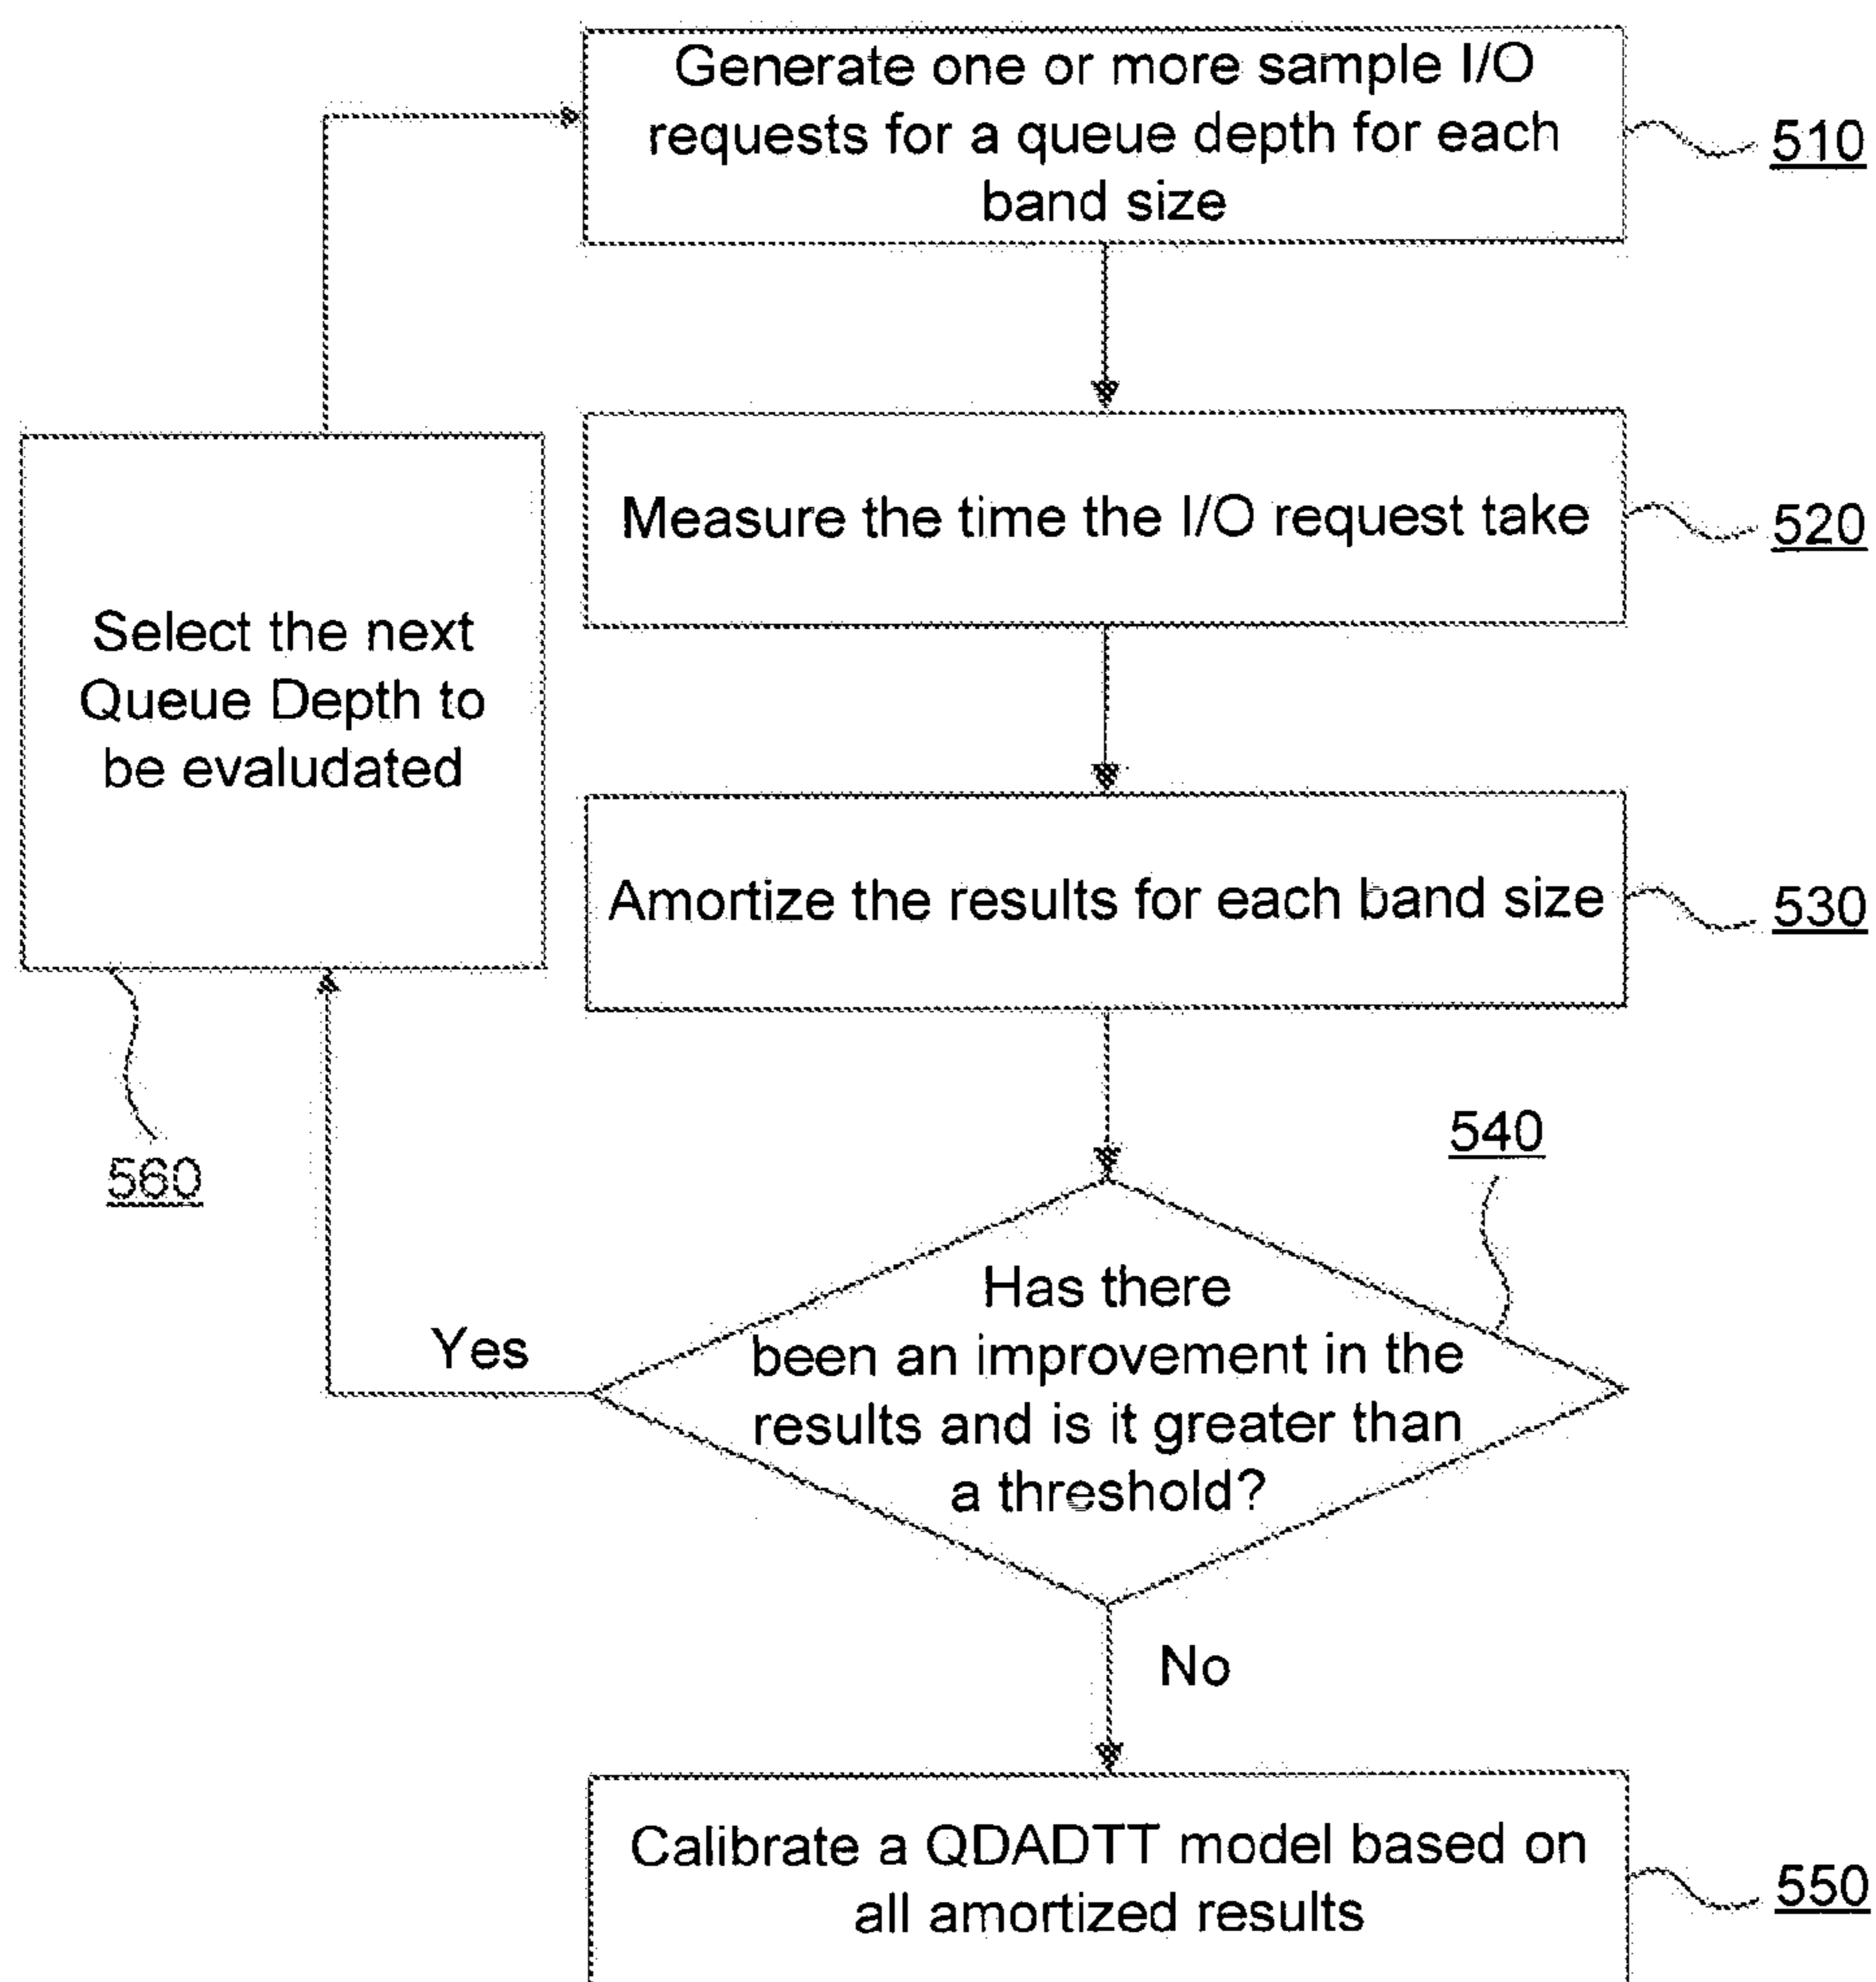 Generate one or more sample I/O
requests for a queue depth for each
band size
510
Measure the time the I/O request take
520
Select the next
Queue Depth to
be evaludated
560
Amortize the results for each band size
530
540
Has there
been an improvement in the
results and is it greater than
a threshold?
Yes
No
Calibrate a QDADTT model based on
all amortized results
550